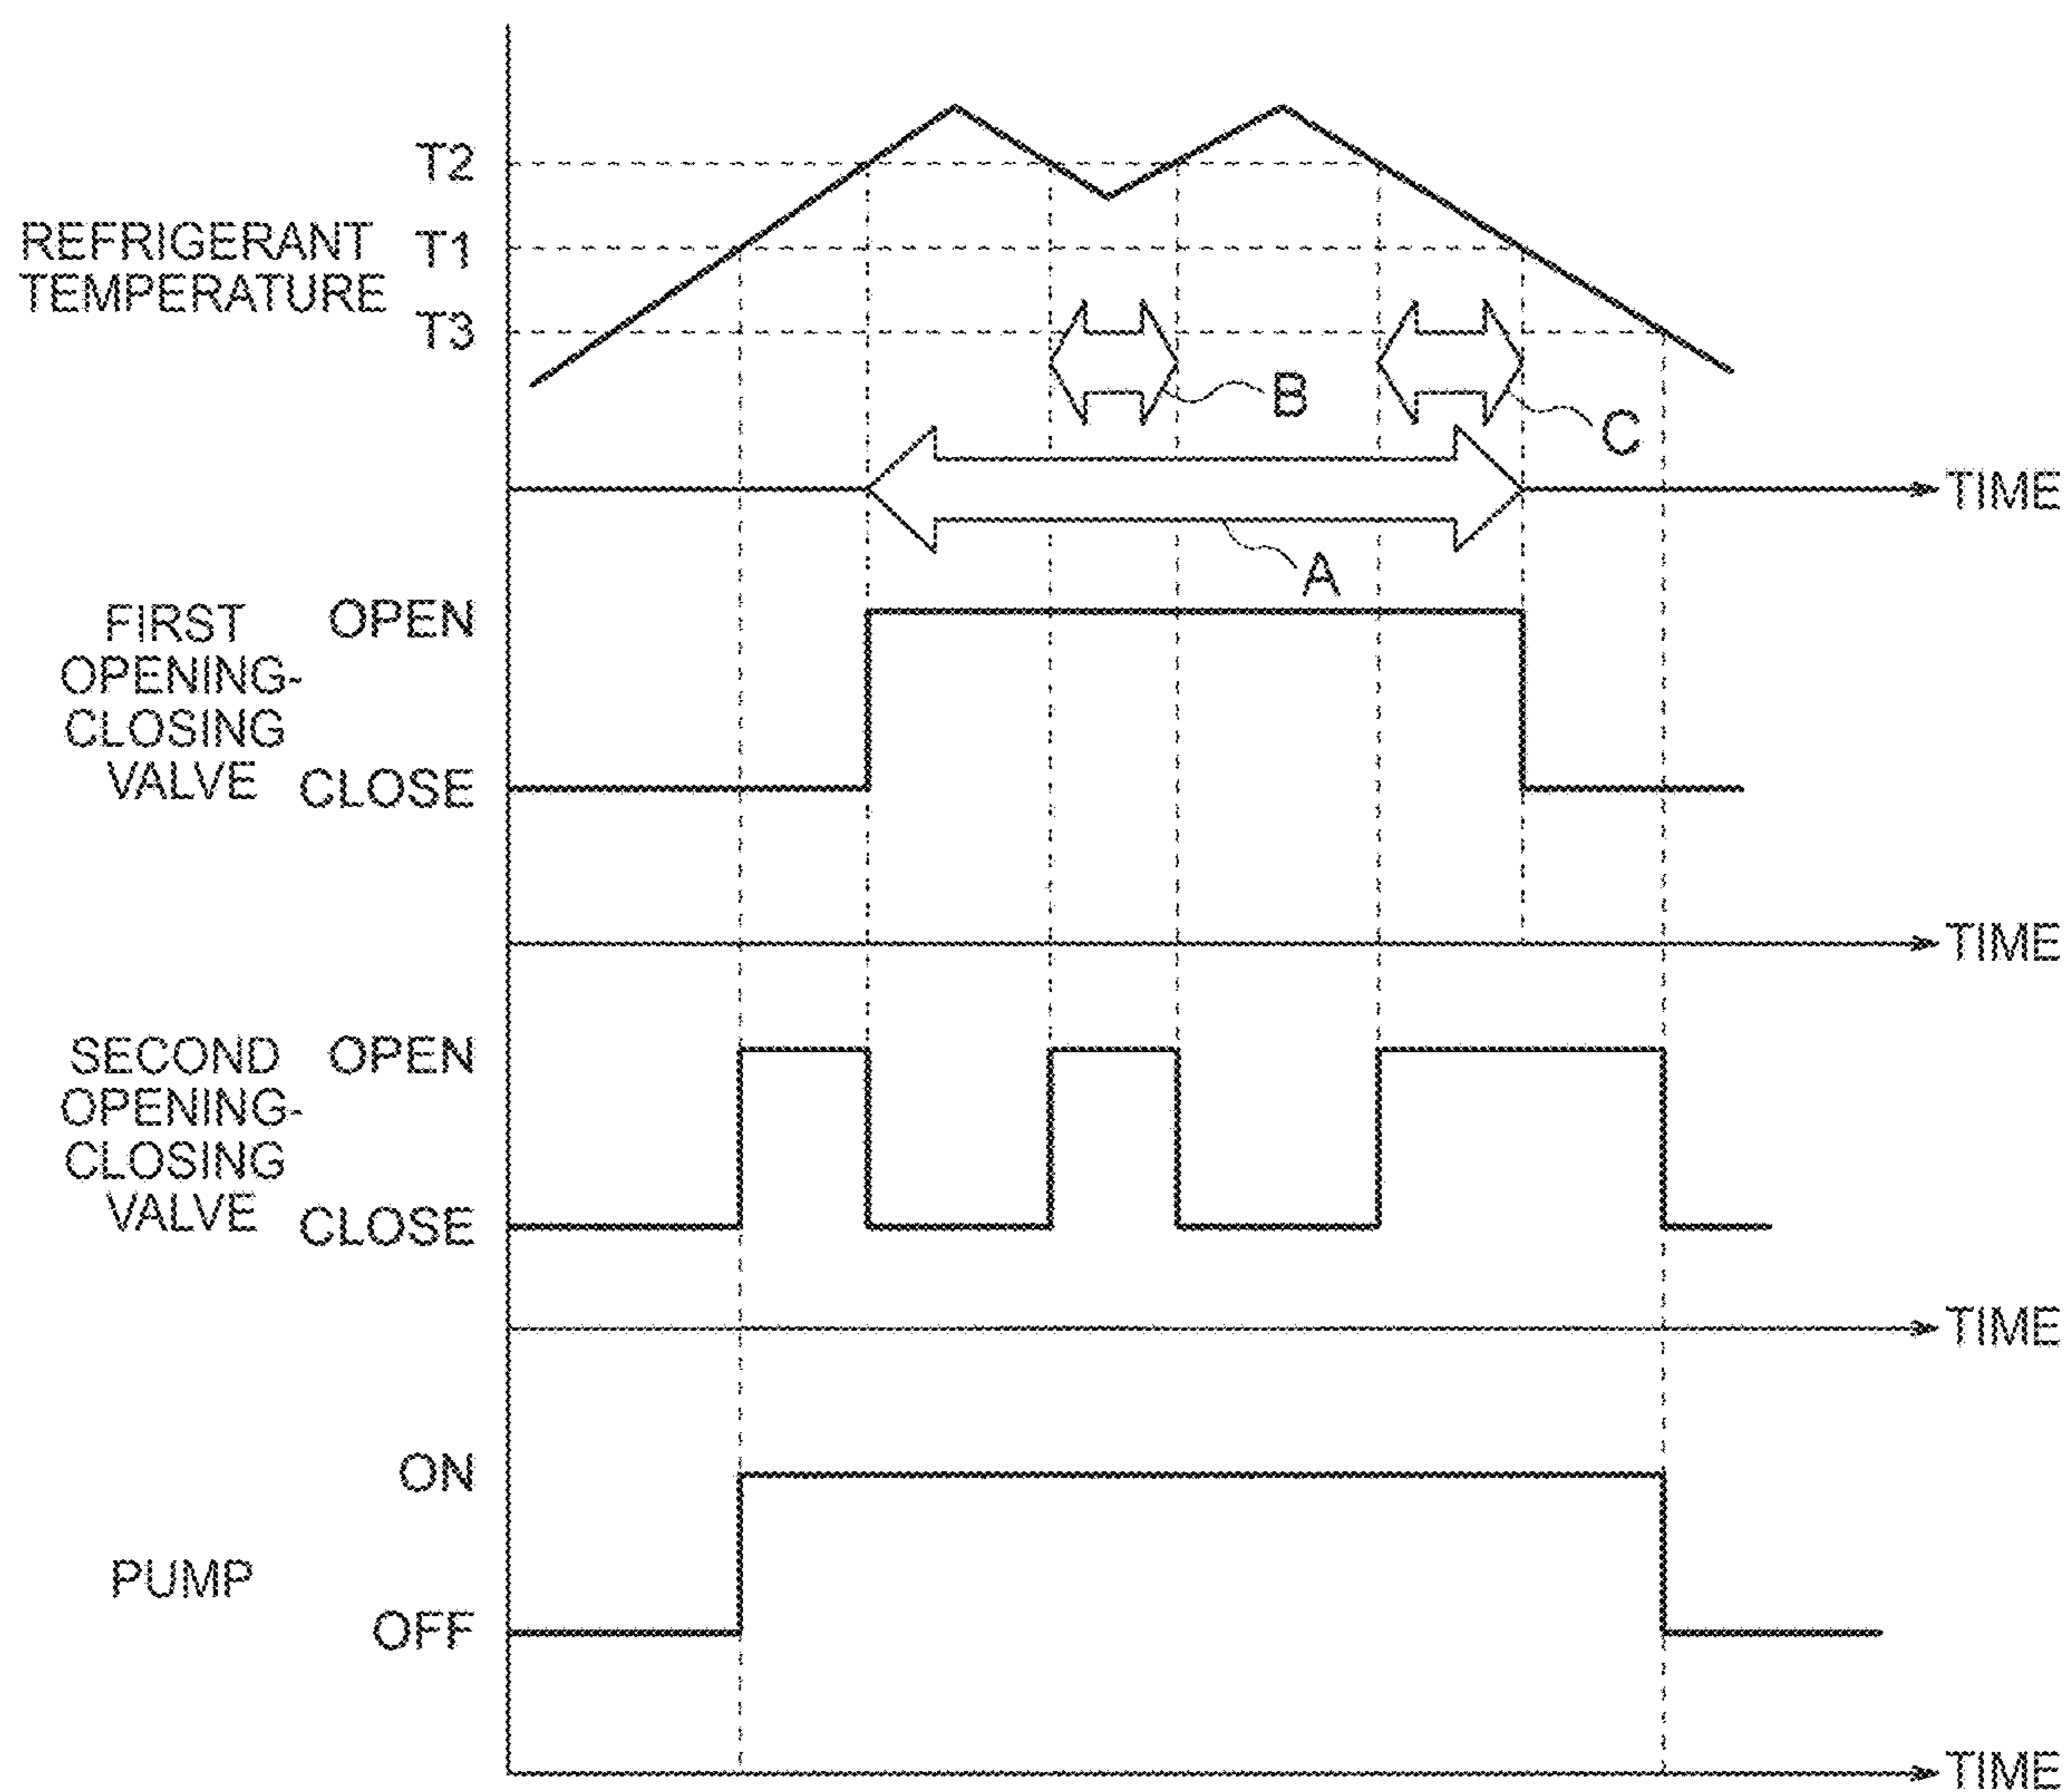 T2
REFRIGERANT
TEMPERATURE
T1
T3
B
C
TIME
A
FIRST
OPENING-
CLOSING
VALVE
OPEN
CLOSE
TIME
SECOND
OPENING-
CLOSING
VALVE
OPEN
CLOSE
TIME
ON
PUMP
OFF
TIME